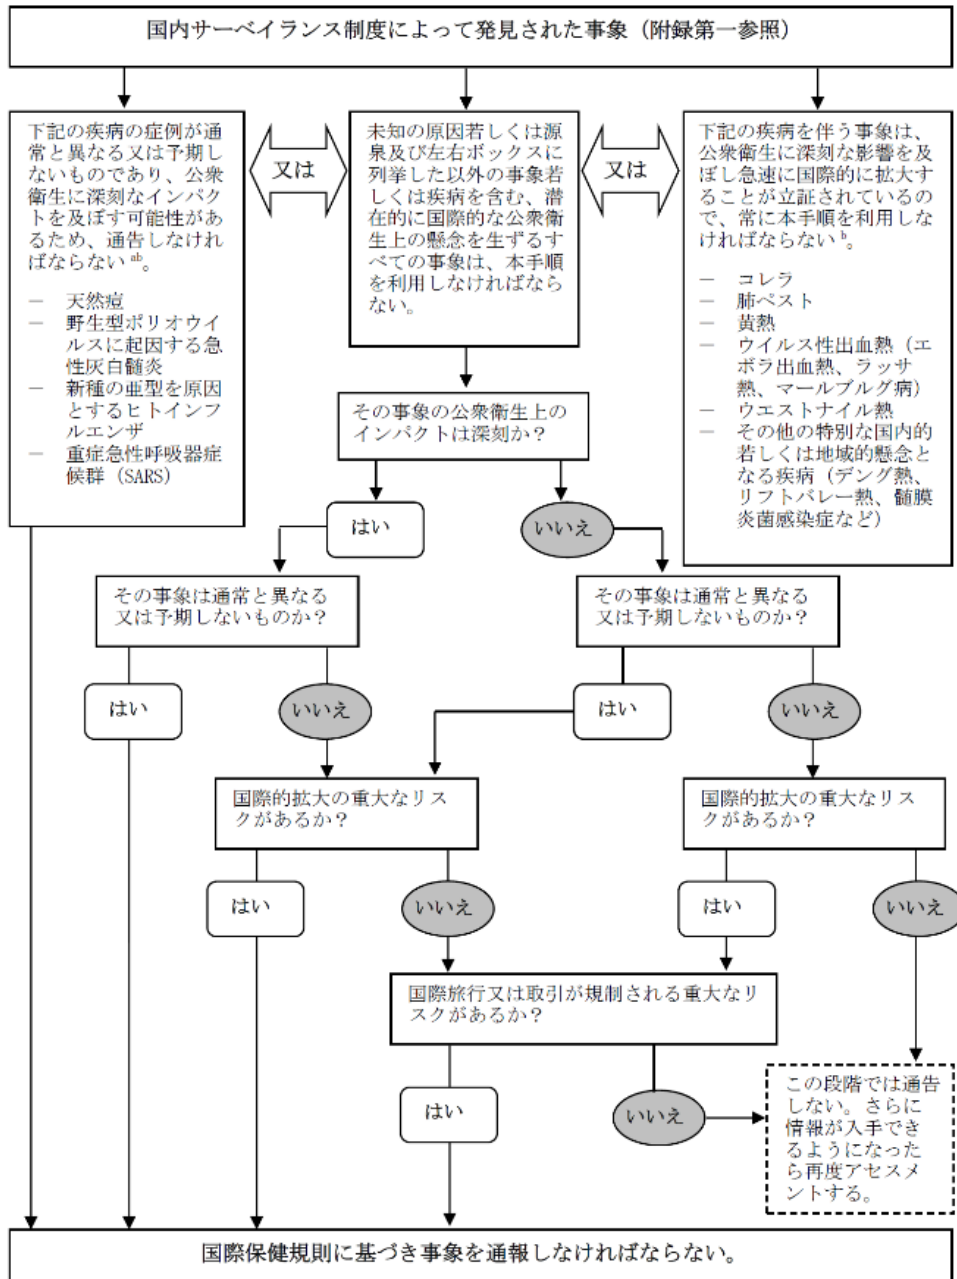 国内サーベイランス制度によって発見された事象（附録第一参照）
下記の疾病の症例が通
常と異なる又は予期し
ないものであり、公衆
衛生に深刻なインパク
トを及ぼす可能性があ
るため、通告しなけれ
ばならない ab。
－ 天然痘
－ 野生型ポリオウイ
ルスに起因する急
性灰白髄炎
－ 新種の亜型を原因
とするヒトインフ
ルエンザ
－ 重症急性呼吸器症
候群（SARS）
又は
未知の原因若しくは源
泉及び左右ボックスに
列挙した以外の事象若
しくは疾病を含む、潜
在的に国際的な公衆衛
生上の懸念を生ずるす
べての事象は、本手順
を利用しなければなら
ない。
又は
下記の疾病を伴う事象は、
公衆衛生に深刻な影響を及
ぼし急速に国際的に拡大す
ることが立証されているの
で、常に本手順を利用しな
ければならない b。
－ コレラ
－ 肺ペスト
－ 黄熱
－ ウイルス性出血熱（エ
ボラ出血熱、ラッサ
熱、マールブルグ病）
－ ウエストナイル熱
－ その他の特別な国内的
若しくは地域的懸念と
なる疾病（デング熱、
リフトバレー熱、髄膜
炎菌感染症など）
その事象の公衆衛生上の
インパクトは深刻か？
はい
いいえ
その事象は通常と異なる
又は予期しないものか？
その事象は通常と異なる
又は予期しないものか？
はい
いいえ
はい
いいえ
国際的拡大の重大なリス
クがあるか？
国際的拡大の重大なリス
クがあるか？
はい
いいえ
はい
いいえ
国際旅行又は取引が規制される重大なリ
スクがあるか？
はい
いいえ
この段階では通告
しない。さらに
情報が入手でき
るようになった
ら再度アセスメ
ントする。
国際保健規則に基づき事象を通報しなければならない。